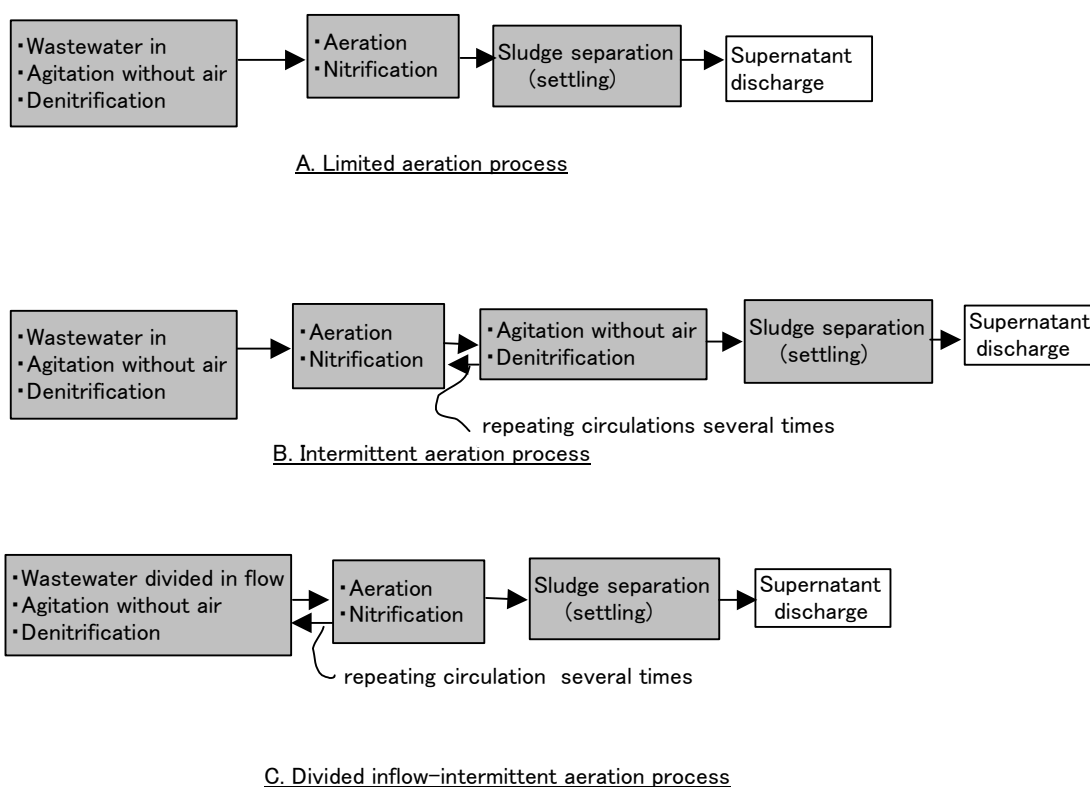 ・Wastewater in
・Agitation without air
・Denitrification
・Aeration
・Nitrification
Sludge separation
(settling)
Supernatant
discharge
A. Limited aeration process
・Wastewater in
・Agitation without air
・Denitrification
・Aeration
・Nitrification
・Agitation without air
・Denitrification
Sludge separation
(settling)
Supernatant
discharge
repeating circulations several times
B. Intermittent aeration process
・Wastewater divided in flow
・Agitation without air
・Denitrification
・Aeration
・Nitrification
Sludge separation
(settling)
Supernatant
discharge
repeating circulation several times
C. Divided inflow-intermittent aeration process